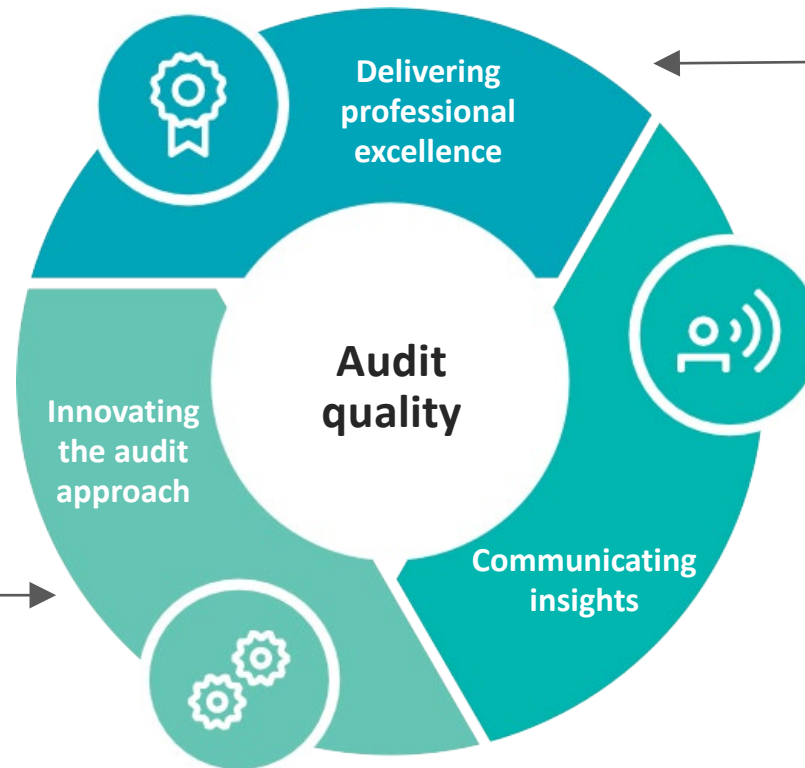 Delivering
professional
excellence
Audit
quality
Innovating
the audit
approach
Communicating
insights